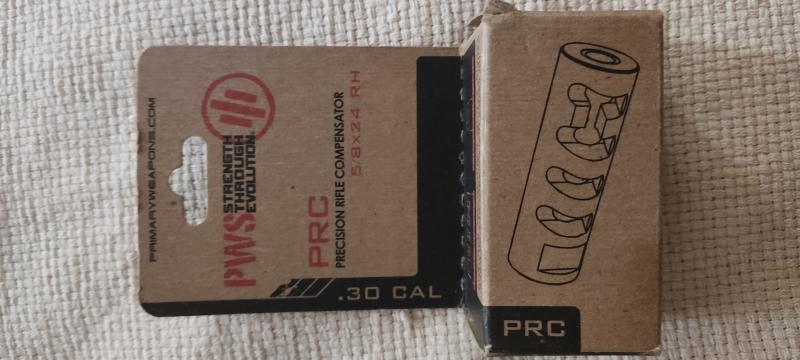 PRIMARYWEAPONS.COM
PWS
STRENGTH
THROUGH
EVOLUTION.
PRC
PRECISION RIFLE COMPENSATOR
5/8x24 RH
.30 CAL
PRC